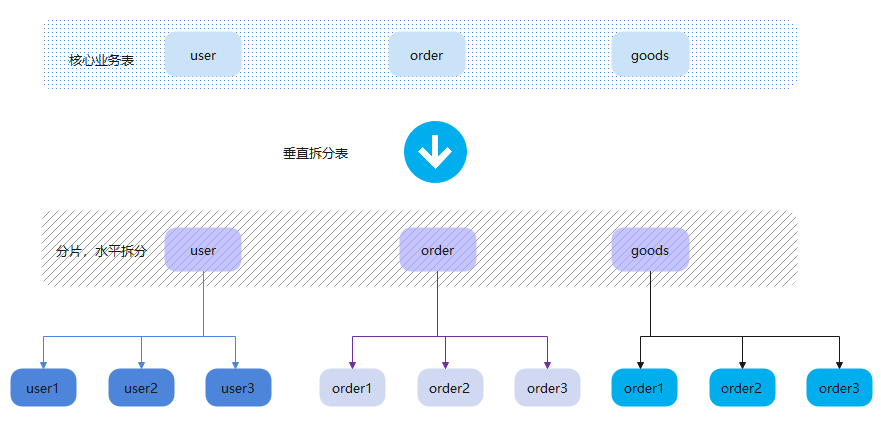 核心业务表
user
order
goods
垂直拆分表
分片，水平拆分
user
order
goods
user1
user2
user3
order1
order2
order3
order1
order2
order3